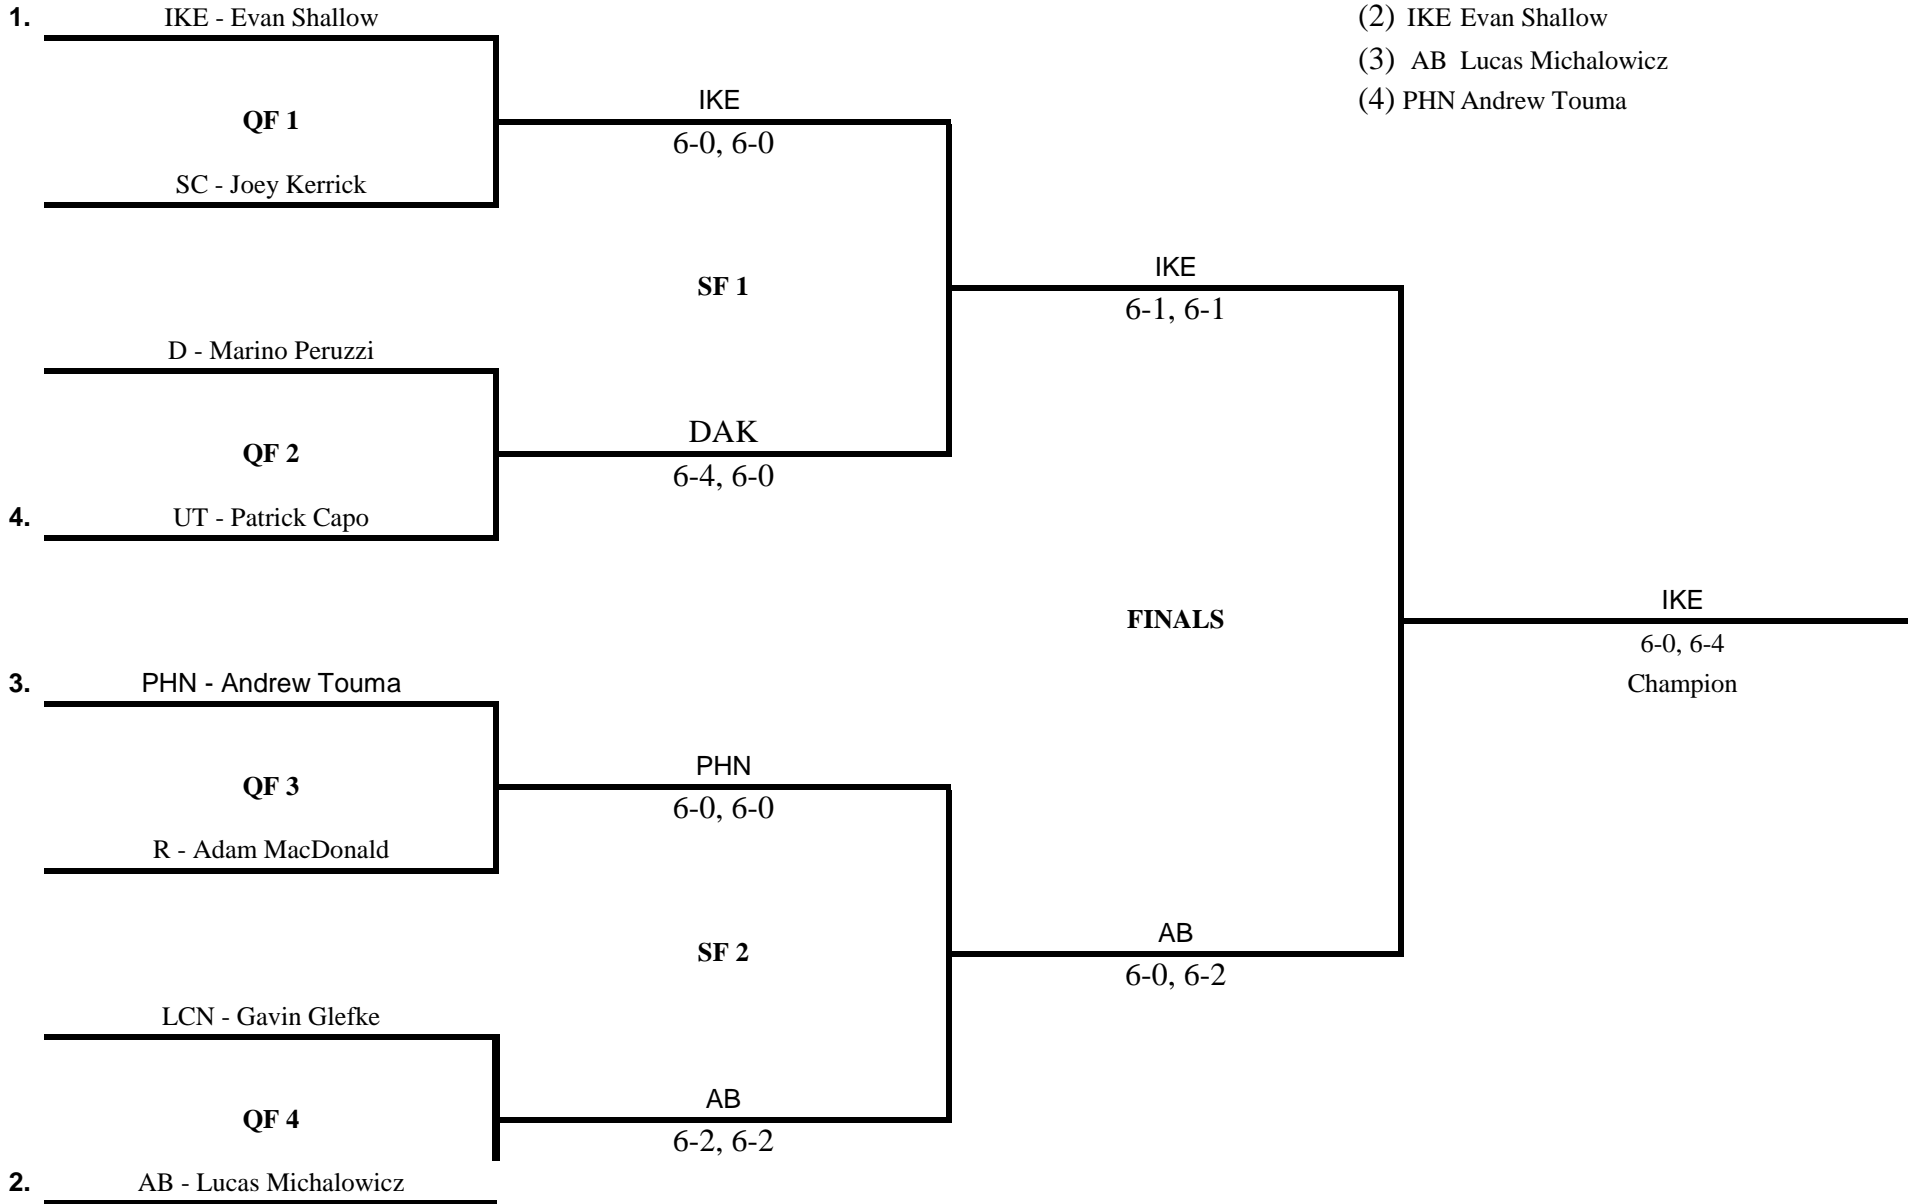 1. IKE - Evan Shallow
(2) IKE Evan Shallow
(3) AB Lucas Michalowicz
(4) PHN Andrew Touma
IKE
QF 1
6-0, 6-0
SC - Joey Kerrick
IKE
SF 1
6-1, 6-1
D - Marino Peruzzi
DAK
QF 2
6-4, 6-0
4. UT - Patrick Capo
IKE
FINALS
6-0, 6-4
3. PHN - Andrew Touma
Champion
PHN
QF 3
6-0, 6-0
R - Adam MacDonald
AB
SF 2
6-0, 6-2
LCN - Gavin Glefke
AB
QF 4
6-2, 6-2
2. AB - Lucas Michalowicz